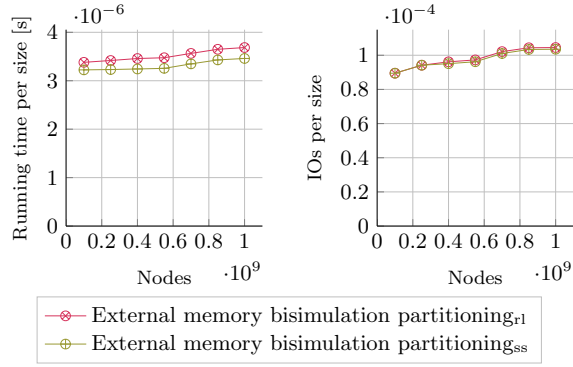 ·10⁻⁶
Running time per size [s]
4
3
2
1
0
0 0.2 0.4 0.6 0.8 1
Nodes
·10⁹
·10⁻⁴
IOs per size
1
0.8
0.6
0.4
0.2
0
0 0.2 0.4 0.6 0.8 1
Nodes
·10⁹
External memory bisimulation partitioning_rl
External memory bisimulation partitioning_ss